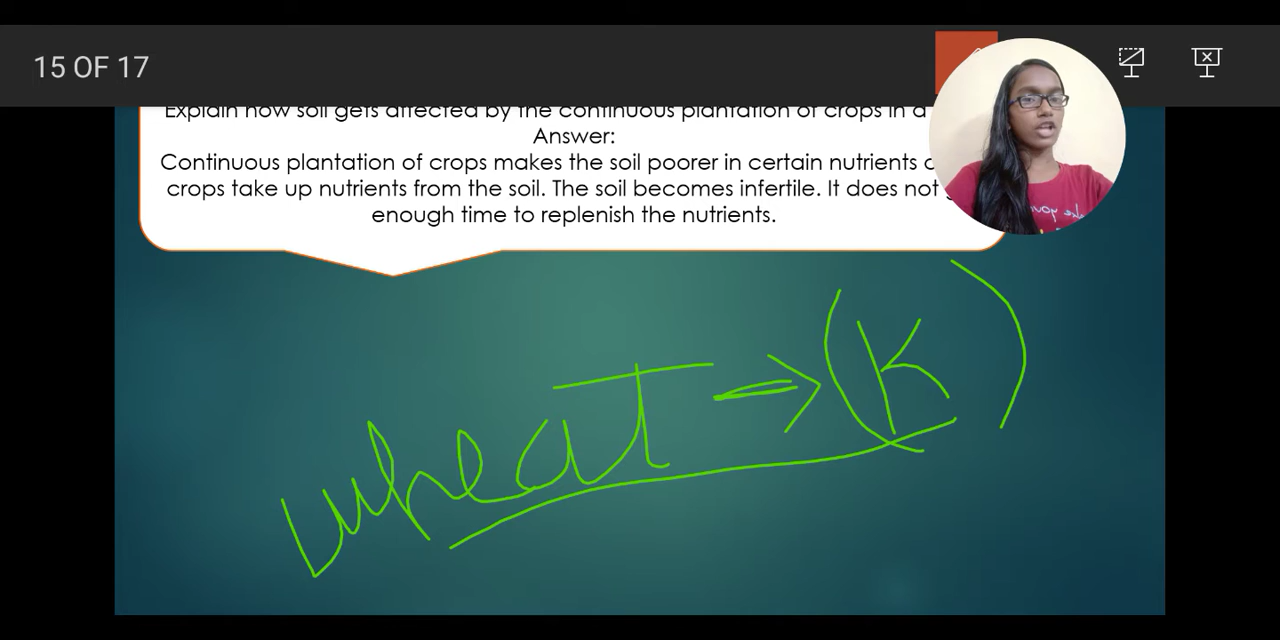 15 OF 17
Explain how soil gets affected by the continuous plantation of crops in a
Answer:
Continuous plantation of crops makes the soil poorer in certain nutrients
crops take up nutrients from the soil. The soil becomes infertile. It does not
enough time to replenish the nutrients.
wheat ⇒ (K)